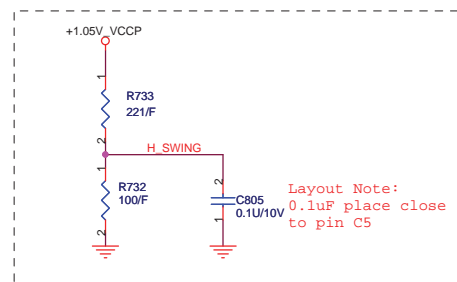 +1.05V_VCCP
1
R733
221/F
2
H_SWING
1
R732
100/F
2
2
C805
0.1U/10V
1
Layout Note:
0.1uF place close
to pin C5